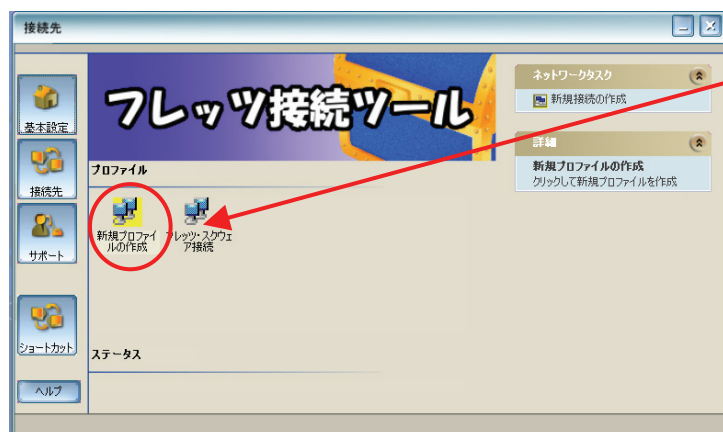 接続先
フレッツ接続ツール
基本設定
接続先
サポート
ショートカット
ヘルプ
プロファイル
新規プロファイ
ルの作成
フレッツ・スクウェ
ア接続
ステータス
ネットワークタスク
新規接続の作成
詳細
新規プロファイルの作成
クリックして新規プロファイルを作成